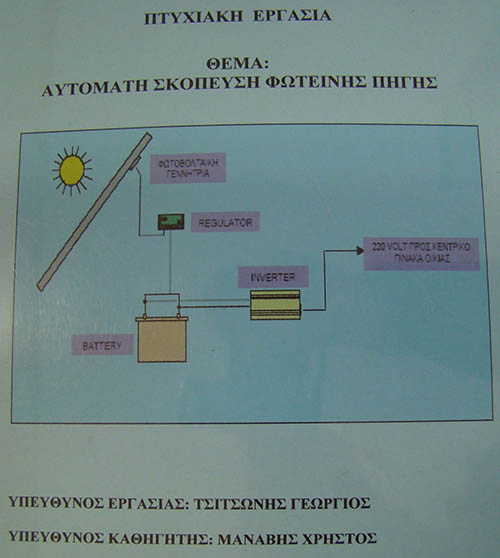 ΠΤΥΧΙΑΚΗ ΕΡΓΑΣΙΑ
ΘΕΜΑ:
ΑΥΤΟΜΑΤΗ ΣΚΟΠΕΥΣΗ ΦΩΤΕΙΝΗΣ ΠΗΓΗΣ
ΦΩΤΟΒΟΛΤΑΙΚΗ
ΓΕΝΝΗΤΡΙΑ
REGULATOR
220 VOLT ΠΡΟΣ ΚΕΝΤΡΙΚΟ
ΠΙΝΑΚΑ ΟΙΚΙΑΣ
INVERTER
BATTERY
ΥΠΕΥΘΥΝΟΣ ΕΡΓΑΣΙΑΣ: ΤΣΙΤΣΩΝΗΣ ΓΕΩΡΓΙΟΣ
ΥΠΕΥΘΥΝΟΣ ΚΑΘΗΓΗΤΗΣ: ΜΑΝΑΒΗΣ ΧΡΗΣΤΟΣ